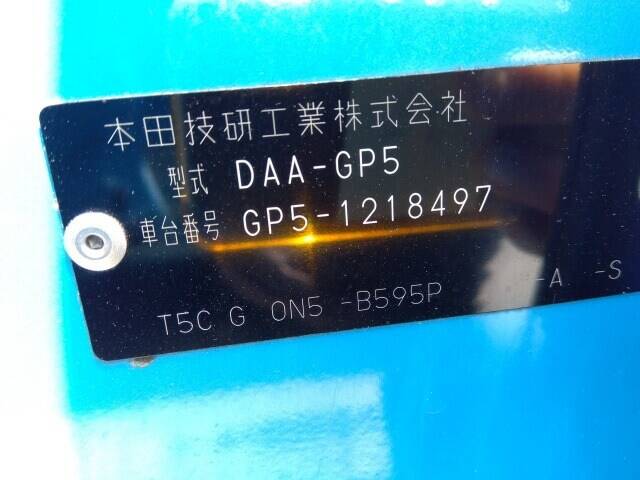 本田技研工業株式会社
型式 DAA-GP5
車台番号 GP5-1218497
T5C G ON5 -B595P -A -S